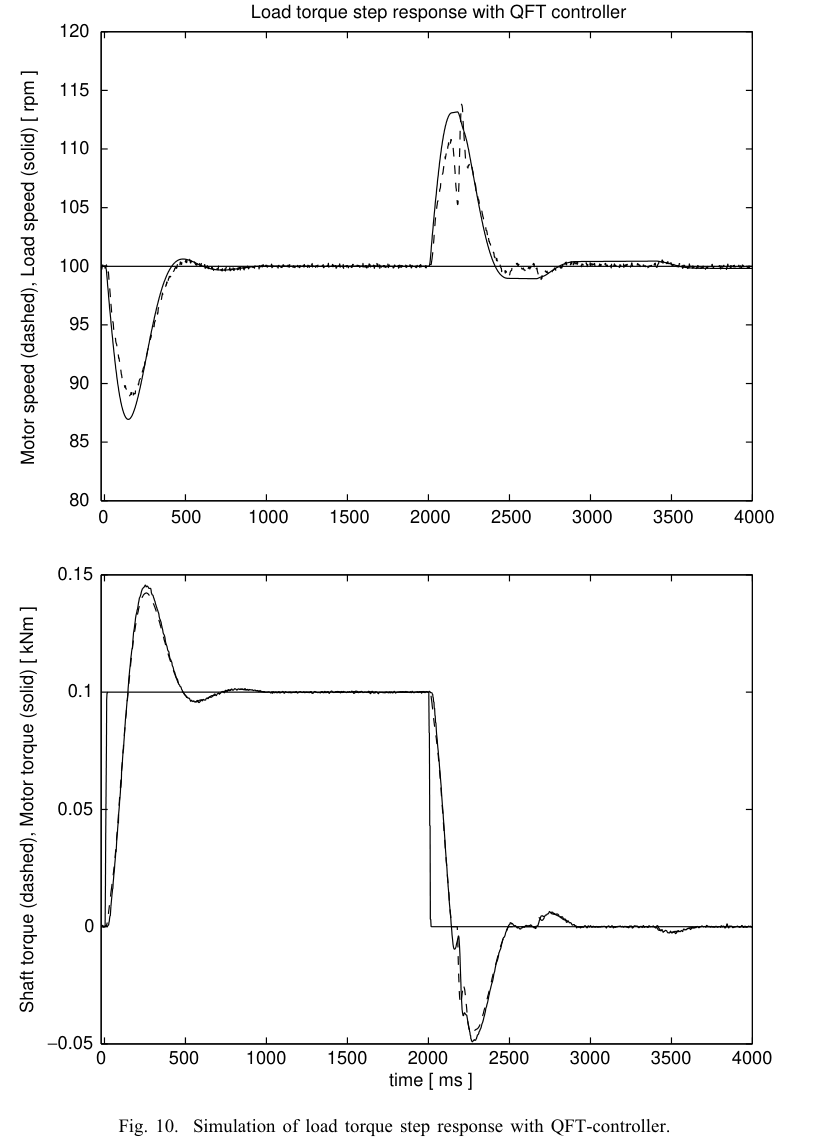 Load torque step response with QFT controller
Motor speed (dashed), Load speed (solid) [ rpm ]
120
115
110
105
100
95
90
85
80
0 500 1000 1500 2000 2500 3000 3500 4000
Shaft torque (dashed), Motor torque (solid) [ kNm ]
0.15
0.1
0.05
0
−0.05
0 500 1000 1500 2000 2500 3000 3500 4000
time [ ms ]
Fig. 10. Simulation of load torque step response with QFT-controller.